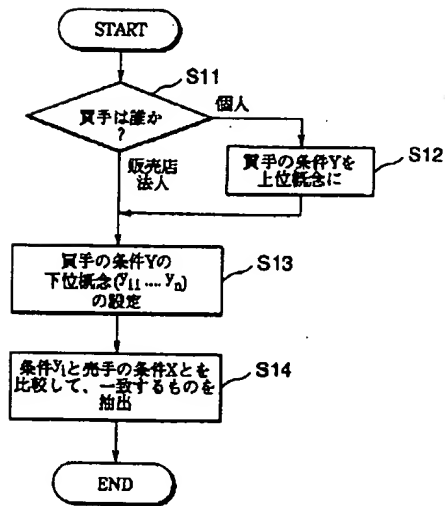 START
S11
買手は誰か
?
個人
販売店
法人
買手の条件Yを
上位概念に
S12
買手の条件Yの
下位概念(y11....yn)
の設定
S13
条件yiと売手の条件Xとを
比較して、一致するものを
抽出
S14
END